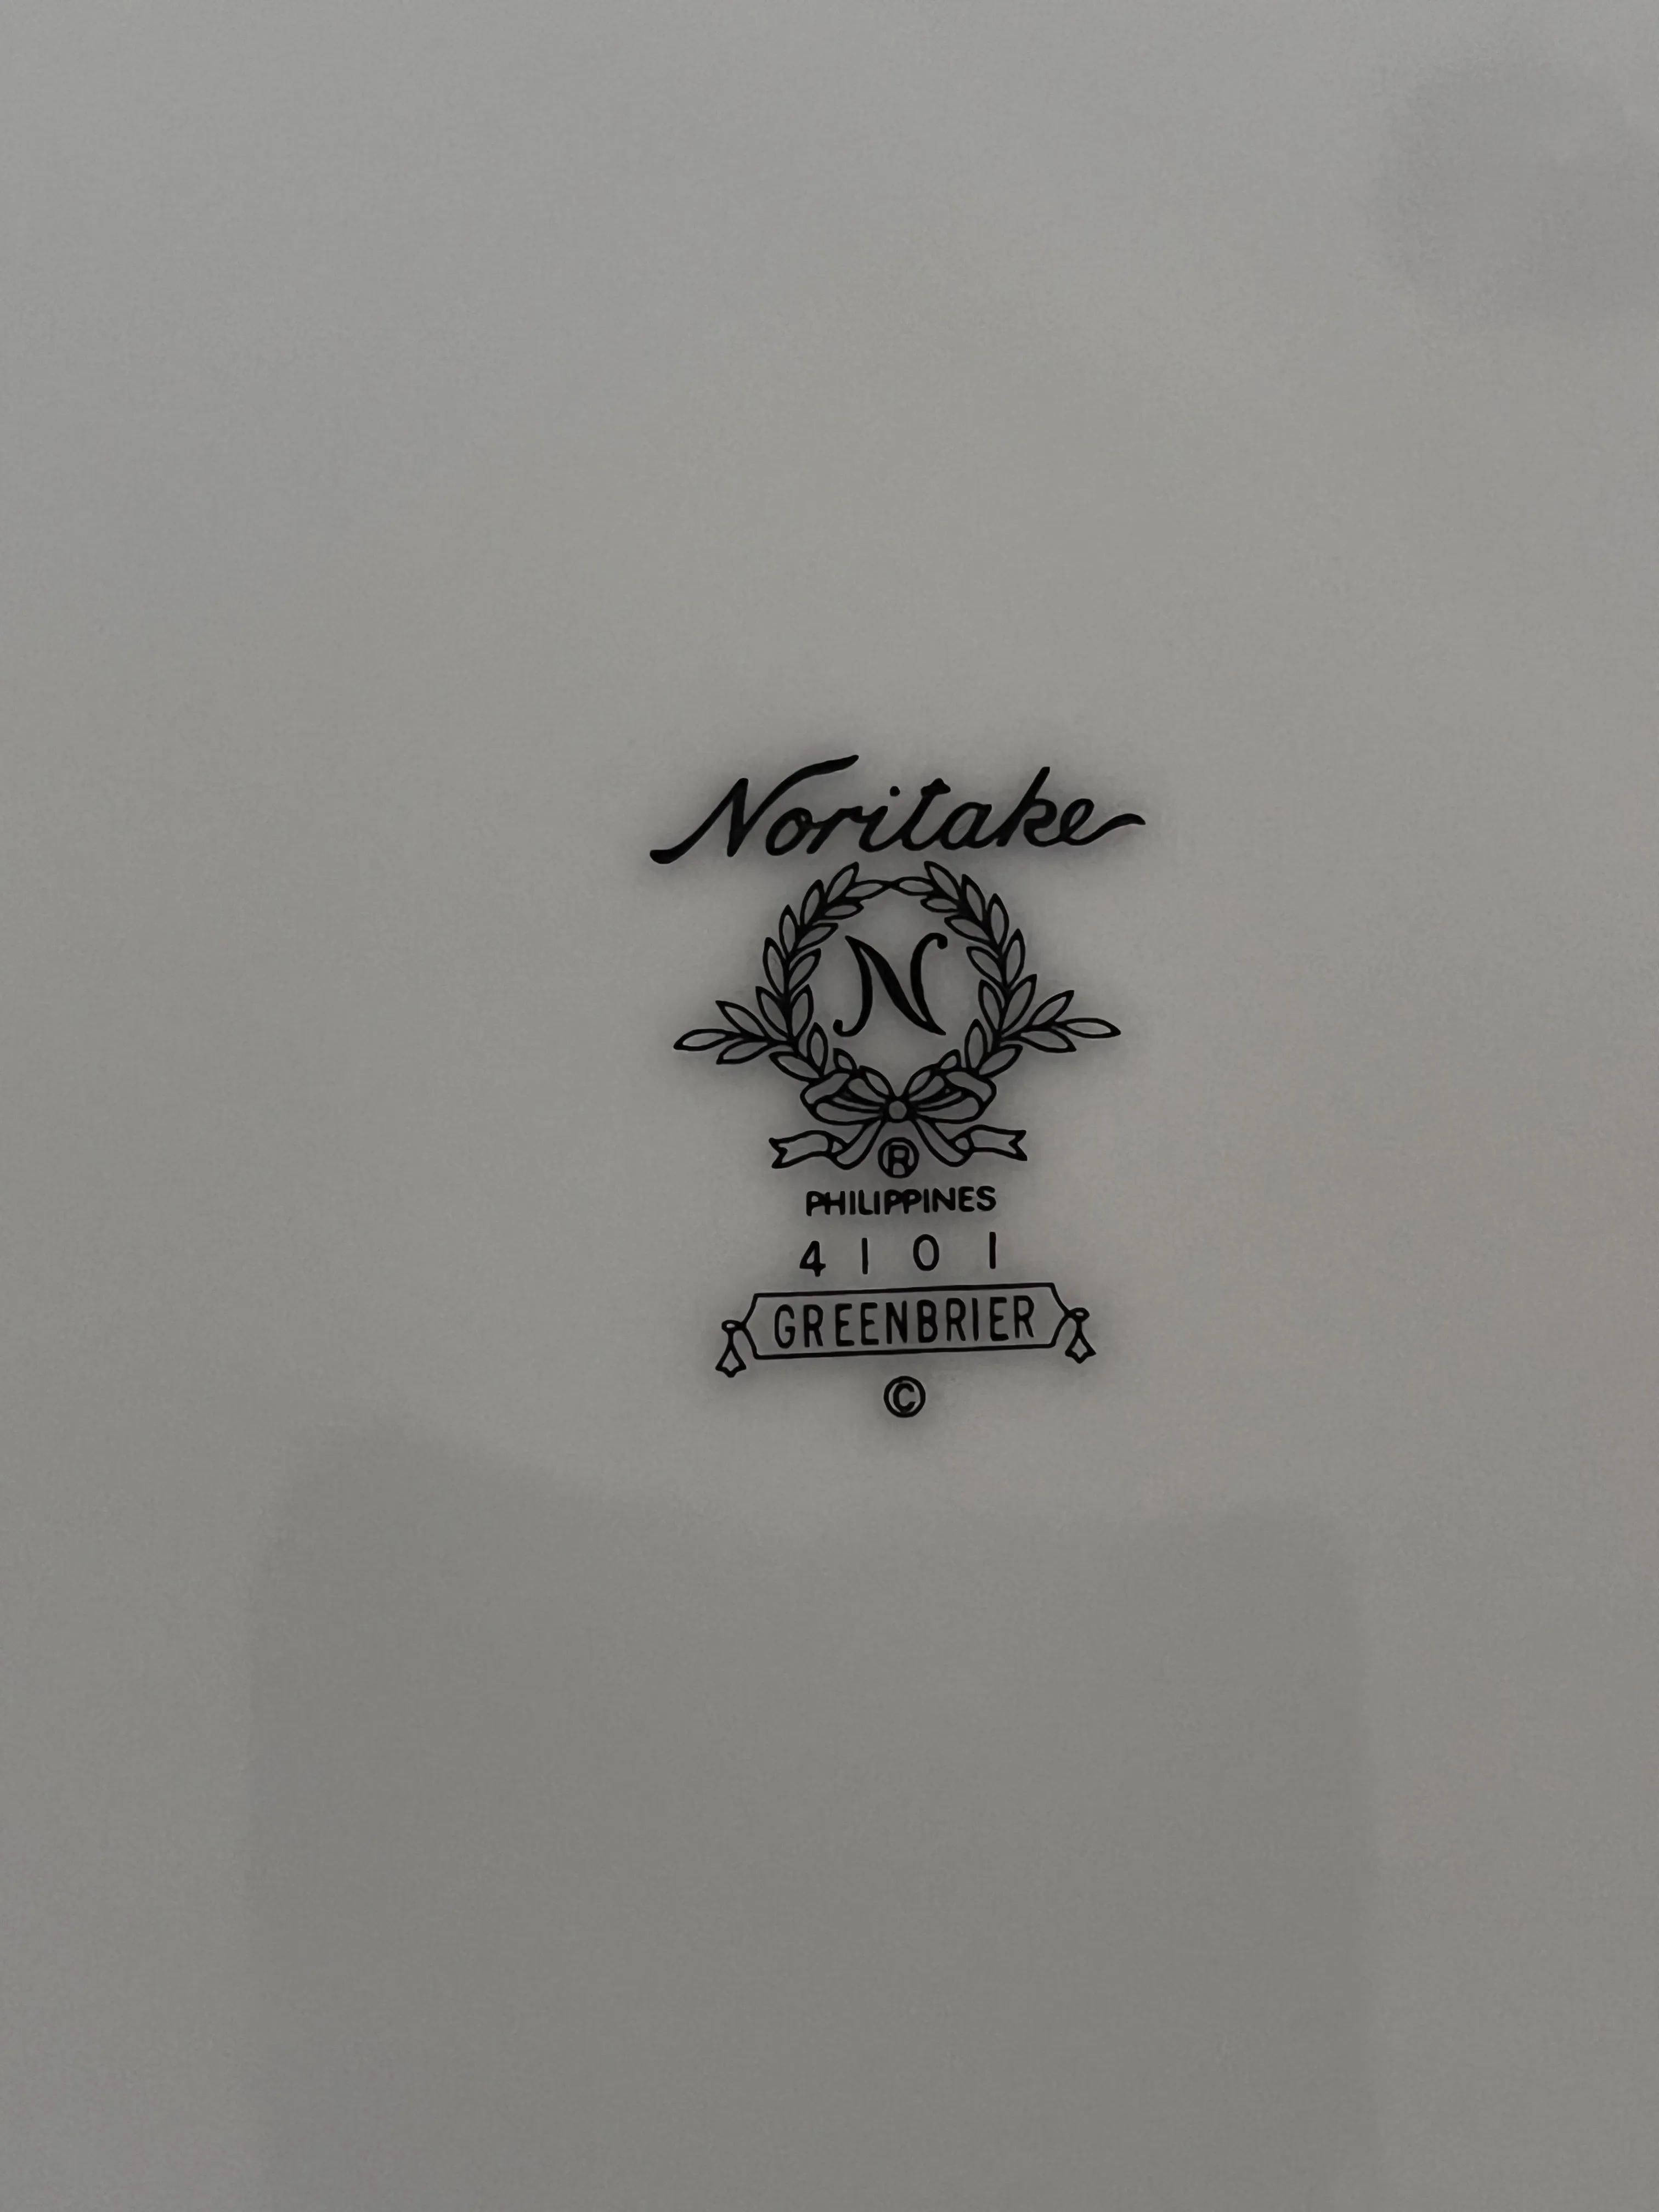 Noritake
N
®
PHILIPPINES
4101
GREENBRIER
©